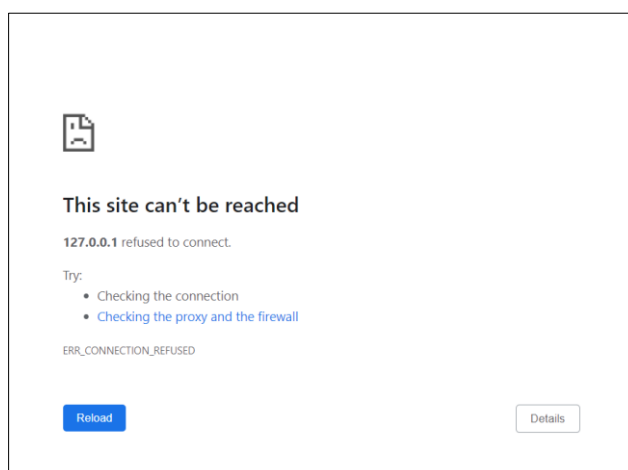 This site can’t be reached
127.0.0.1 refused to connect.
Try:
• Checking the connection
• Checking the proxy and the firewall
ERR_CONNECTION_REFUSED
Reload
Details